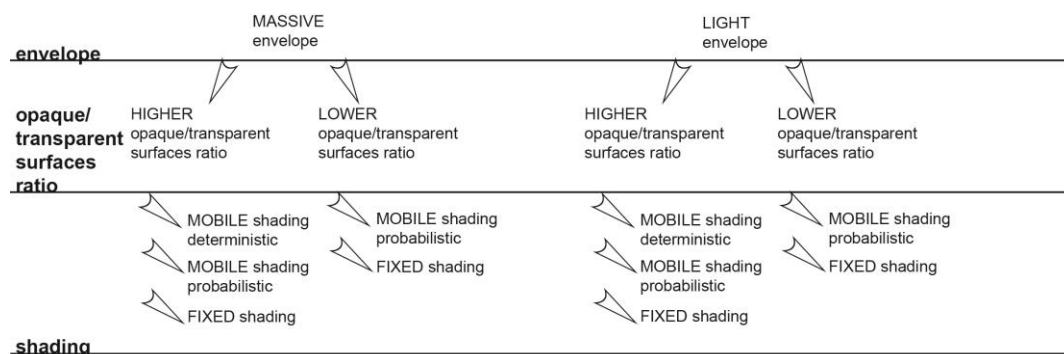 MASSIVE
envelope
LIGHT
envelope
envelope
opaque/
transparent
surfaces
ratio
HIGHER
opaque/transparent
surfaces ratio
LOWER
opaque/transparent
surfaces ratio
HIGHER
opaque/transparent
surfaces ratio
LOWER
opaque/transparent
surfaces ratio
MOBILE shading
deterministic
MOBILE shading
probabilistic
FIXED shading
MOBILE shading
probabilistic
FIXED shading
MOBILE shading
deterministic
MOBILE shading
probabilistic
FIXED shading
MOBILE shading
probabilistic
FIXED shading
shading